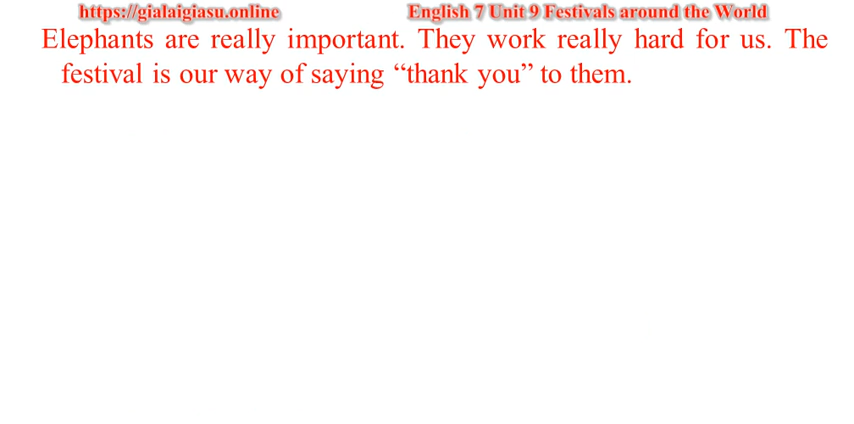 https://gialaigiasu.online English 7 Unit 9 Festivals around the World
Elephants are really important. They work really hard for us. The
festival is our way of saying “thank you” to them.